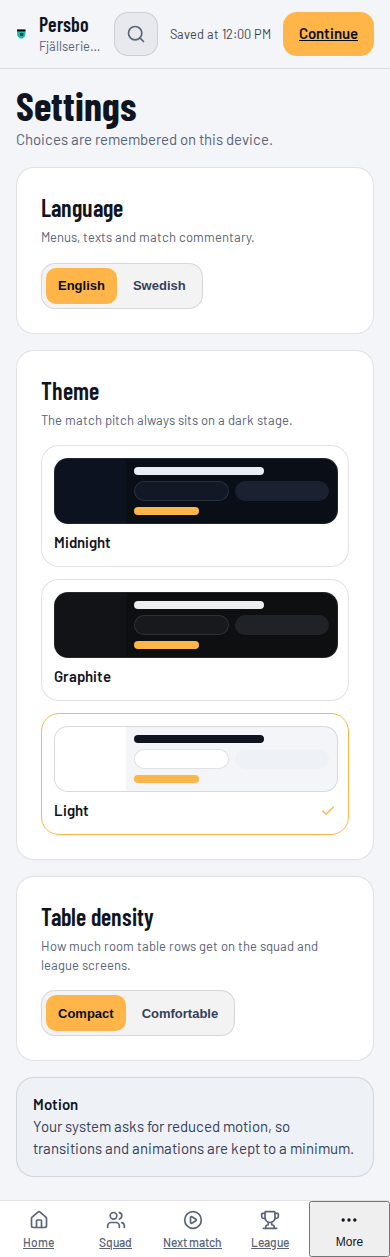 Persbo
Fjällserie...
Saved at 12:00 PM
Continue
Settings
Choices are remembered on this device.
Language
Menus, texts and match commentary.
English
Swedish
Theme
The match pitch always sits on a dark stage.
Midnight
Graphite
Light
Table density
How much room table rows get on the squad and
league screens.
Compact
Comfortable
Motion
Your system asks for reduced motion, so
transitions and animations are kept to a minimum.
Home
Squad
Next match
League
More